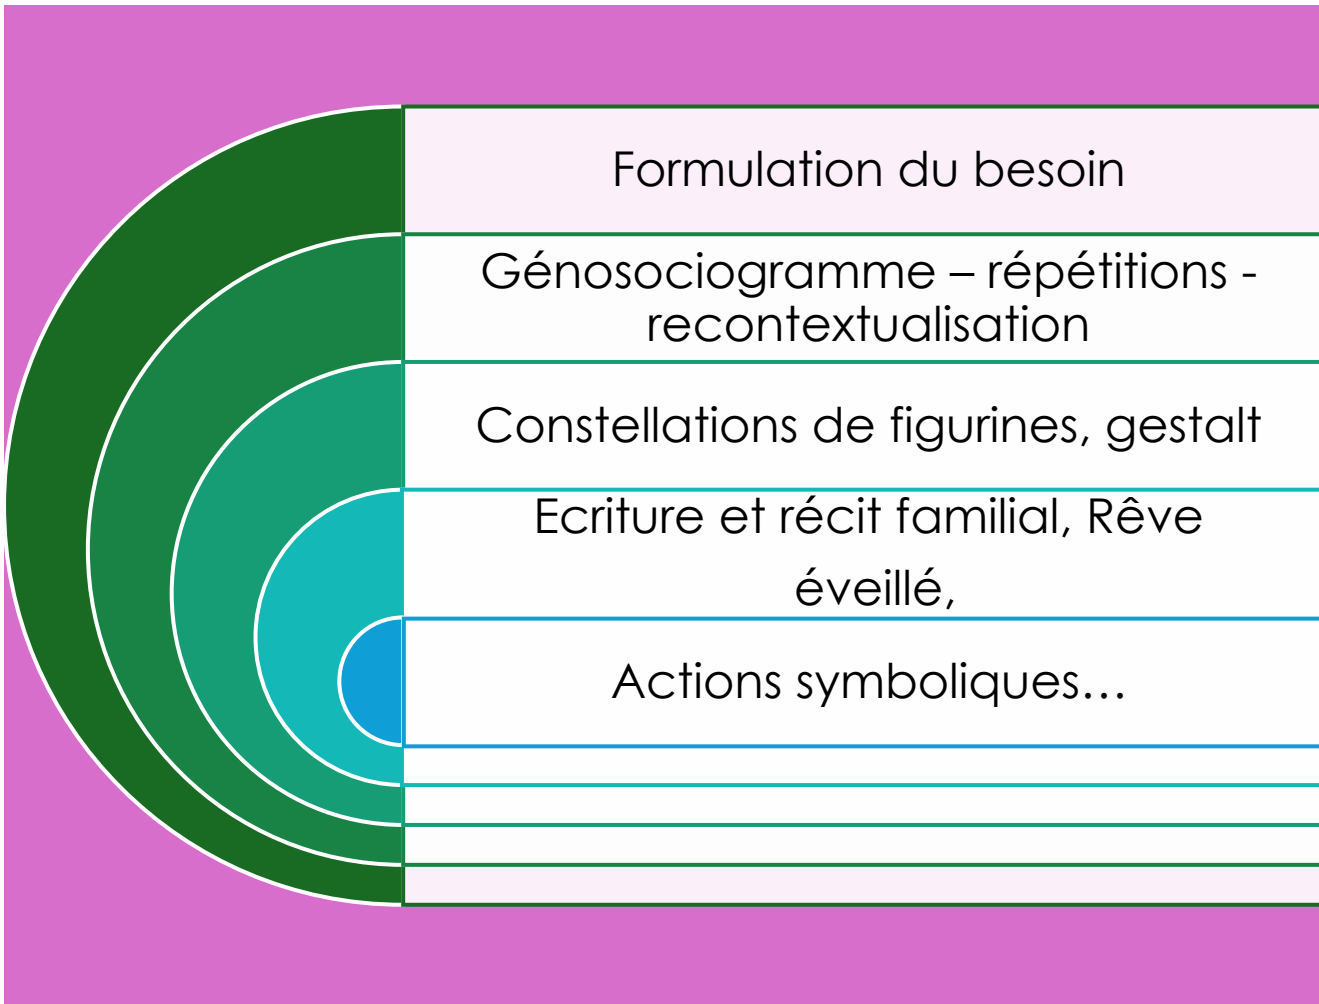 Formulation du besoin
Génosociogramme – répétitions -
recontextualisation
Constellations de figurines, gestalt
Ecriture et récit familial, Rêve
éveillé,
Actions symboliques…